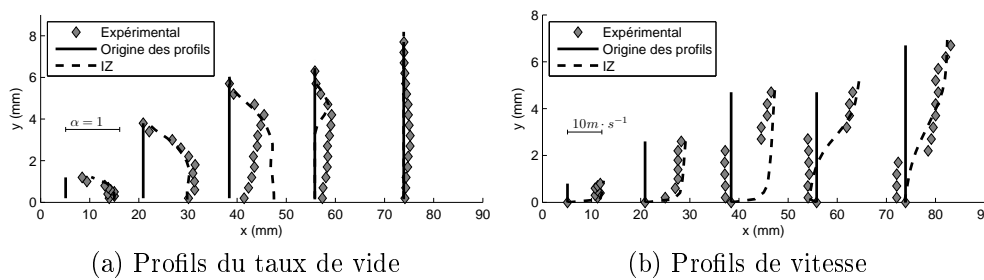 Expérimental
Origine des profils
IZ
α = 1
y (mm)
8
6
4
2
0
0 10 20 30 40 50 60 70 80 90
x (mm)
(a) Profils du taux de vide
Expérimental
Origine des profils
IZ
10m · s⁻¹
y (mm)
8
6
4
2
0
0 10 20 30 40 50 60 70 80 90
x (mm)
(b) Profils de vitesse